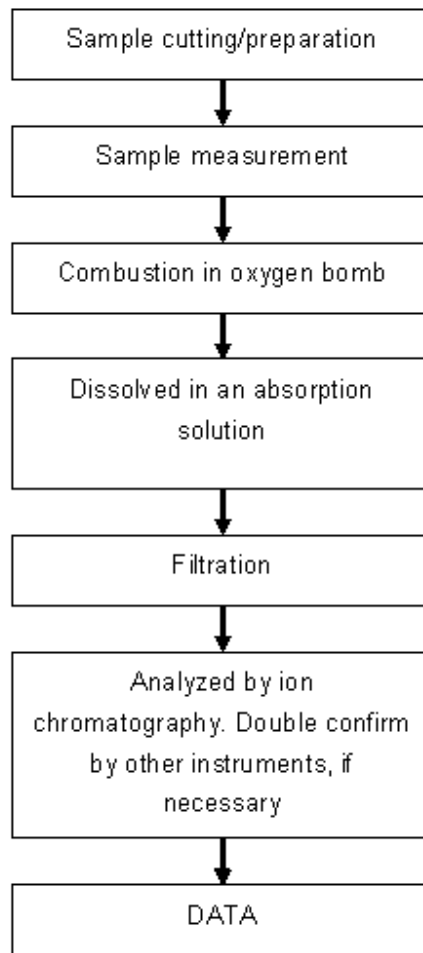 Sample cutting/preparation
Sample measurement
Combustion in oxygen bomb
Dissolved in an absorption
solution
Filtration
Analyzed by ion
chromatography. Double confirm
by other instruments, if
necessary
DATA